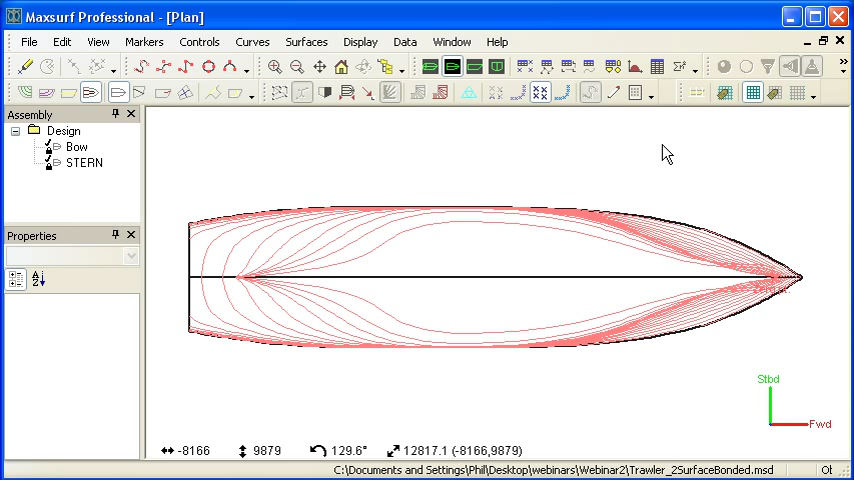 Maxsurf Professional - [Plan]
File Edit View Markers Controls Curves Surfaces Display Data Window Help
Assembly
Design
Bow
STERN
Properties
Stbd
Fwd
-8166 9879 129.6° 12817.1 (-8166,9879)
C:\Documents and Settings\Phil\Desktop\webinars\Webinar2\Trawler_2SurfaceBonded.msd